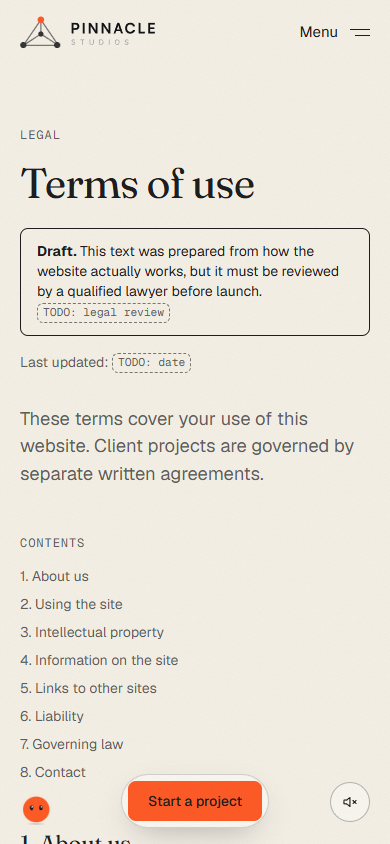 PINNACLE
STUDIOS
Menu
LEGAL
Terms of use
Draft. This text was prepared from how the
website actually works, but it must be reviewed
by a qualified lawyer before launch.
TODO: legal review
Last updated: TODO: date
These terms cover your use of this
website. Client projects are governed by
separate written agreements.
CONTENTS
1. About us
2. Using the site
3. Intellectual property
4. Information on the site
5. Links to other sites
6. Liability
7. Governing law
8. Contact
Start a project
1. About us